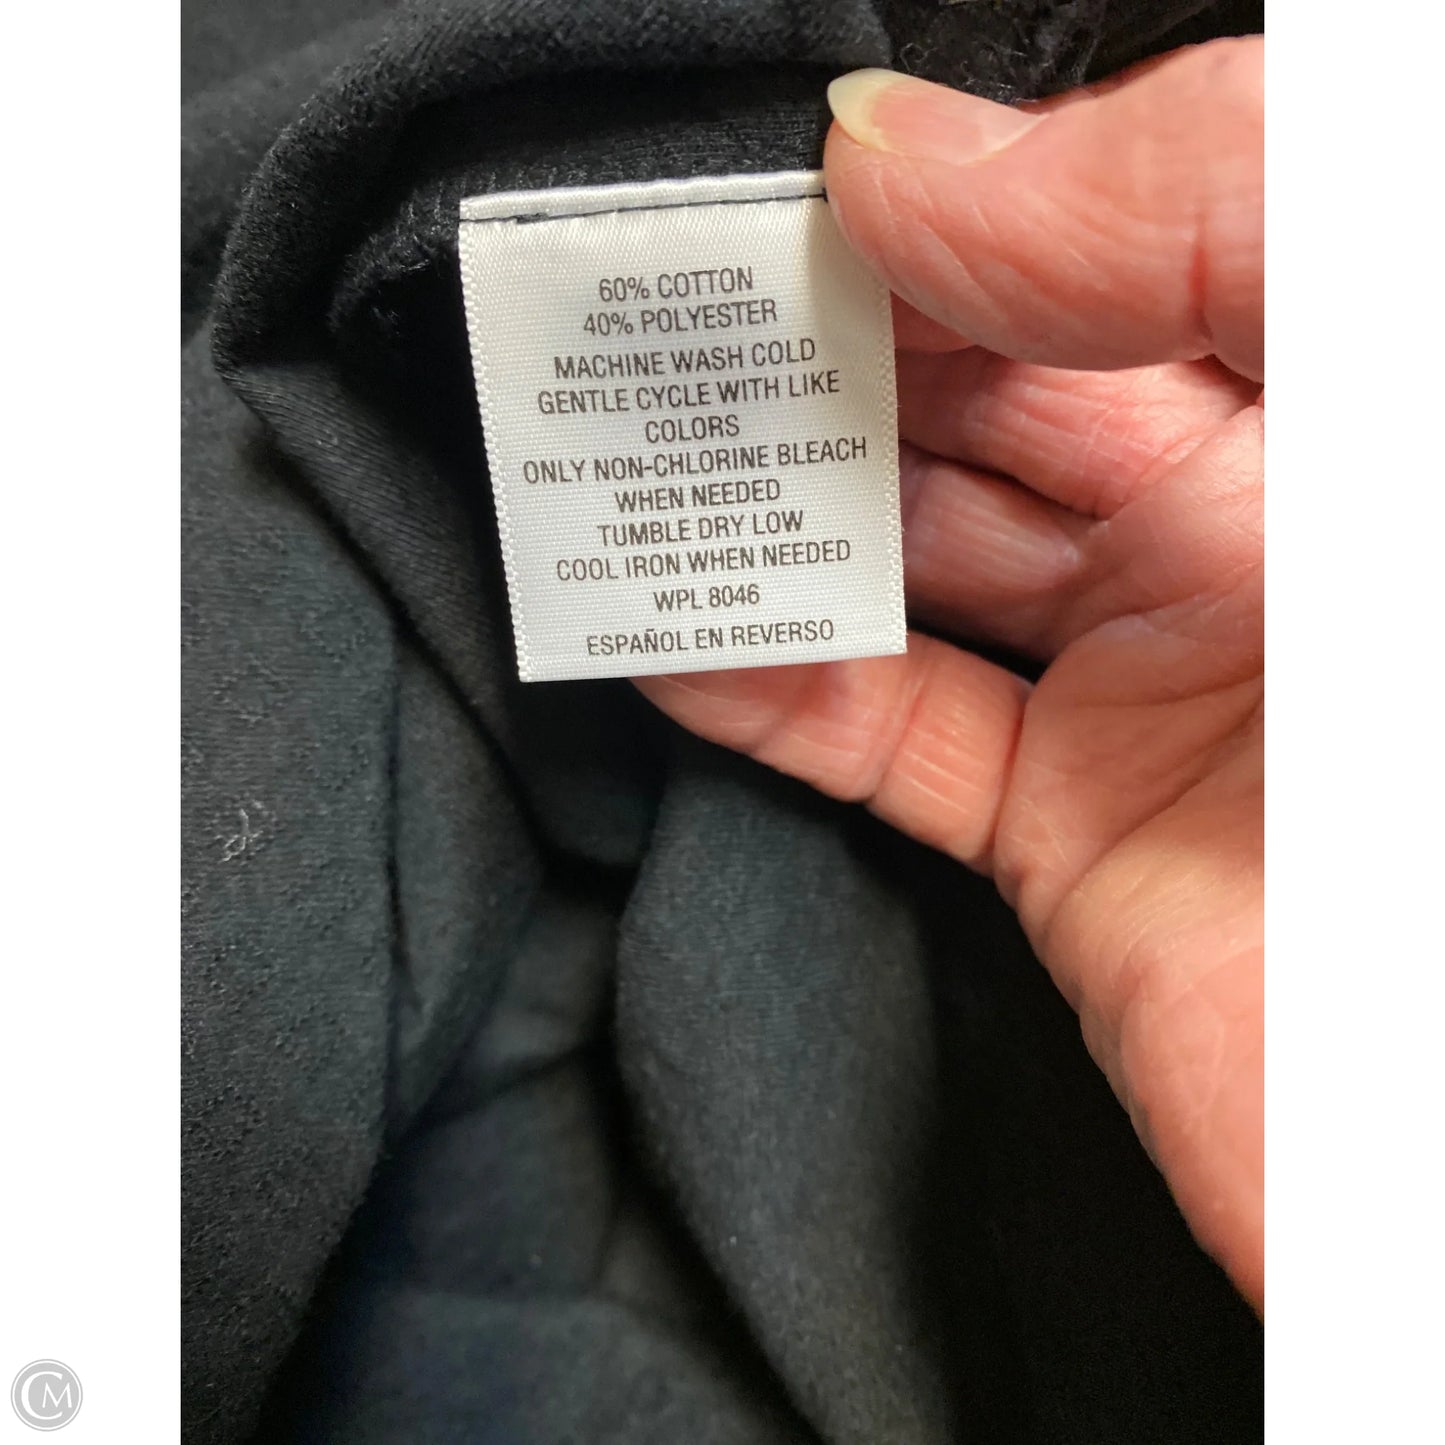 60% COTTON
40% POLYESTER
MACHINE WASH COLD
GENTLE CYCLE WITH LIKE
COLORS
ONLY NON-CHLORINE BLEACH
WHEN NEEDED
TUMBLE DRY LOW
COOL IRON WHEN NEEDED
WPL 8046
ESPAÑOL EN REVERSO
CM